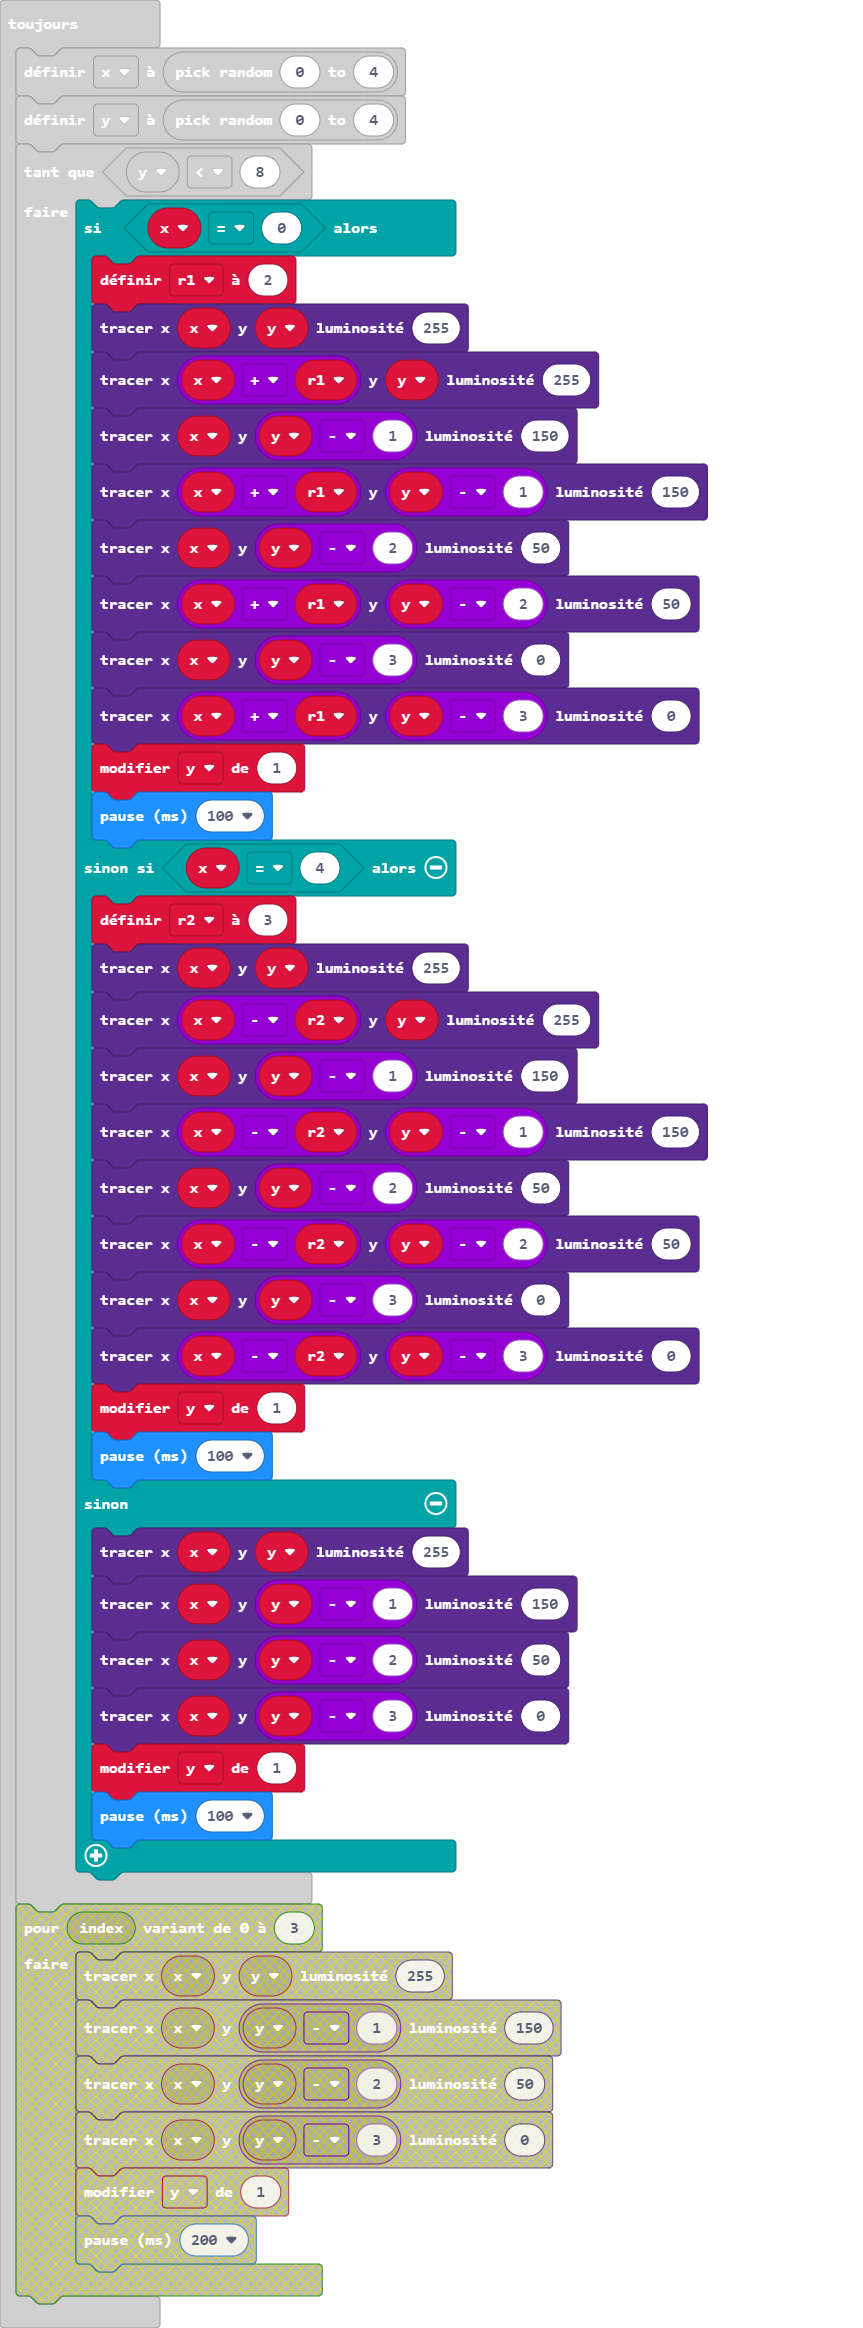 toujours
définir x à pick random 0 to 4
définir y à pick random 0 to 4
tant que y < 8
faire
si x = 0 alors
définir r1 à 2
tracer x x y y luminosité 255
tracer x x + r1 y y luminosité 255
tracer x x y y - 1 luminosité 150
tracer x x + r1 y y - 1 luminosité 150
tracer x x y y - 2 luminosité 50
tracer x x + r1 y y - 2 luminosité 50
tracer x x y y - 3 luminosité 0
tracer x x + r1 y y - 3 luminosité 0
modifier y de 1
pause (ms) 100
sinon si x = 4 alors
définir r2 à 3
tracer x x y y luminosité 255
tracer x x - r2 y y luminosité 255
tracer x x y y - 1 luminosité 150
tracer x x - r2 y y - 1 luminosité 150
tracer x x y y - 2 luminosité 50
tracer x x - r2 y y - 2 luminosité 50
tracer x x y y - 3 luminosité 0
tracer x x - r2 y y - 3 luminosité 0
modifier y de 1
pause (ms) 100
sinon
tracer x x y y luminosité 255
tracer x x y y - 1 luminosité 150
tracer x x y y - 2 luminosité 50
tracer x x y y - 3 luminosité 0
modifier y de 1
pause (ms) 100
pour index variant de 0 à 3
faire
tracer x x y y luminosité 255
tracer x x y y - 1 luminosité 150
tracer x x y y - 2 luminosité 50
tracer x x y y - 3 luminosité 0
modifier y de 1
pause (ms) 200